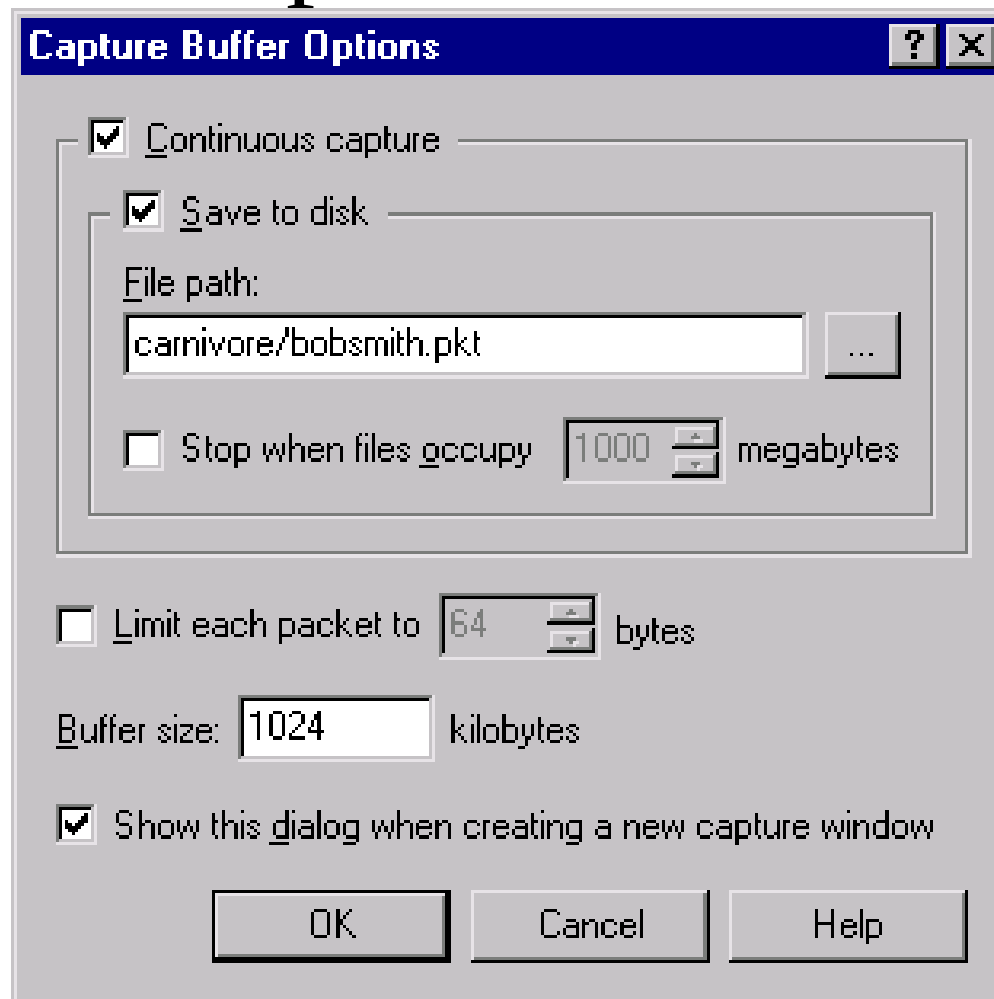 Capture Buffer Options
Continuous capture
Save to disk
File path:
carnivore/bobsmith.pkt
...
Stop when files occupy 1000 megabytes
Limit each packet to 64 bytes
Buffer size: 1024 kilobytes
Show this dialog when creating a new capture window
OK Cancel Help